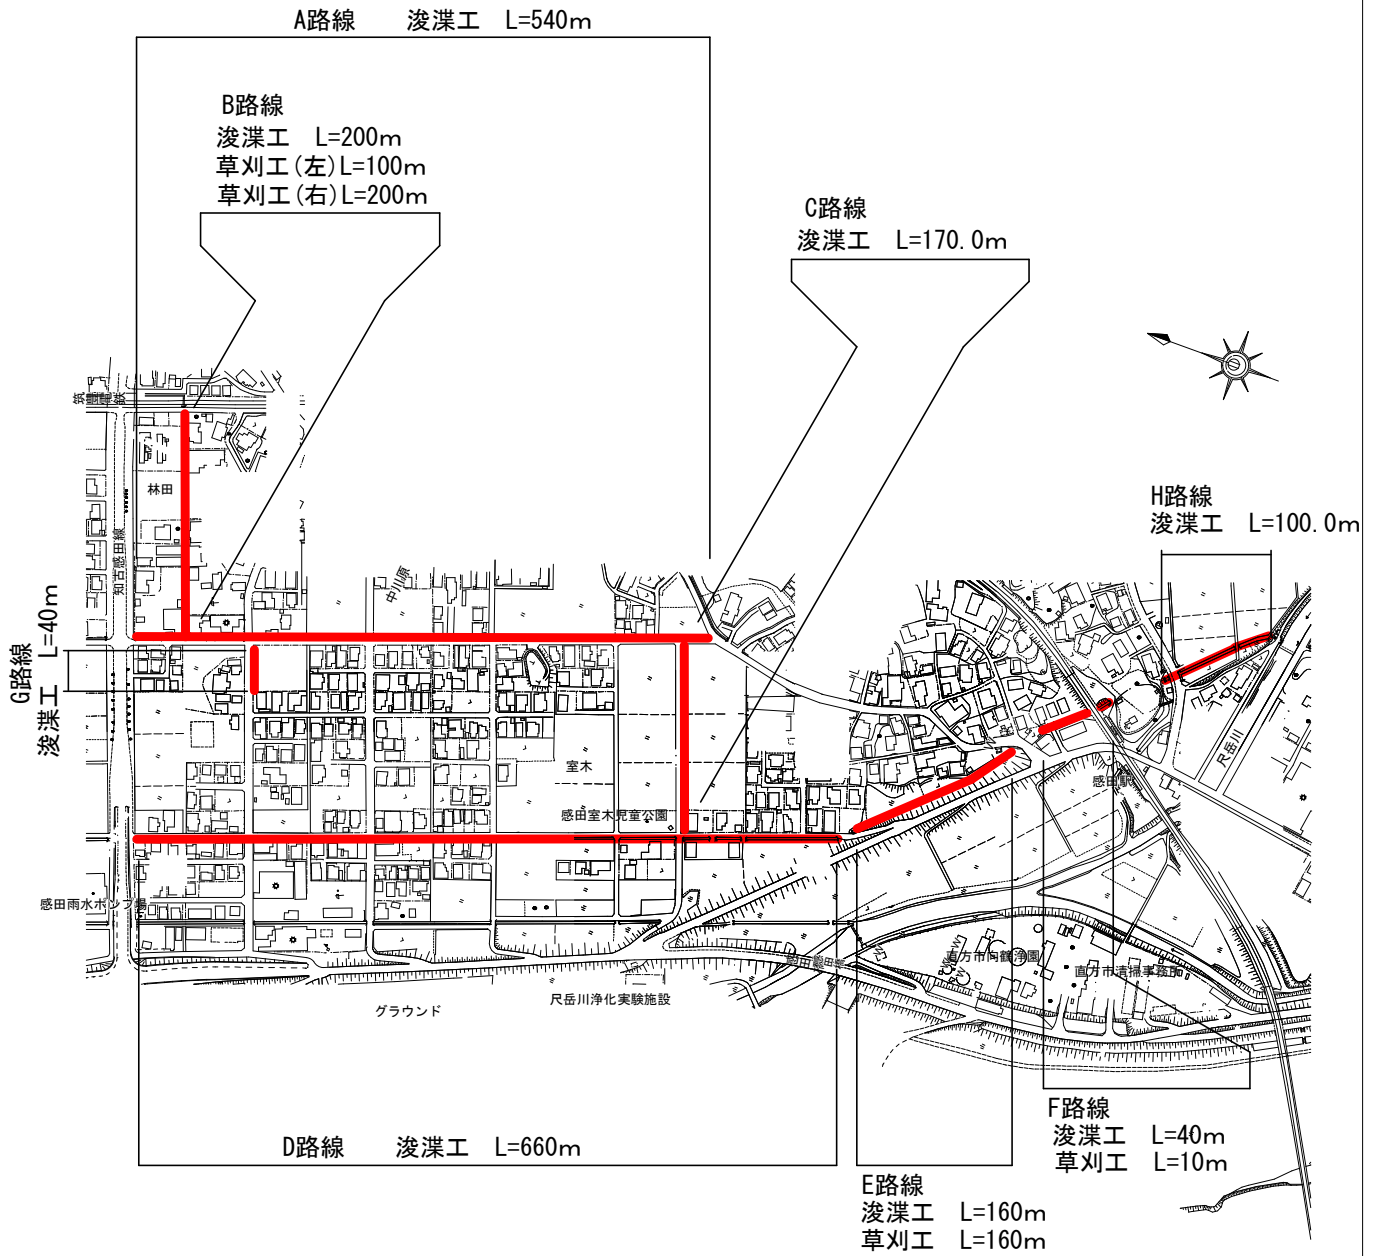 A路線　浚渫工　L=540m
B路線
浚渫工　L=200m
草刈工(左)L=100m
草刈工(右)L=200m
C路線
浚渫工　L=170.0m
筑豊電鉄
林田
知古感田線
中川原
H路線
浚渫工　L=100.0m
G路線
浚渫工　L=40m
尺岳川
室木
感田駅
感田室木児童公園
感田雨水ポンプ場
直方市向鶴浄園
直方市清掃事務所
尺岳川浄化実験施設
グラウンド
D路線　浚渫工　L=660m
F路線
浚渫工　L=40m
草刈工　L=10m
E路線
浚渫工　L=160m
草刈工　L=160m